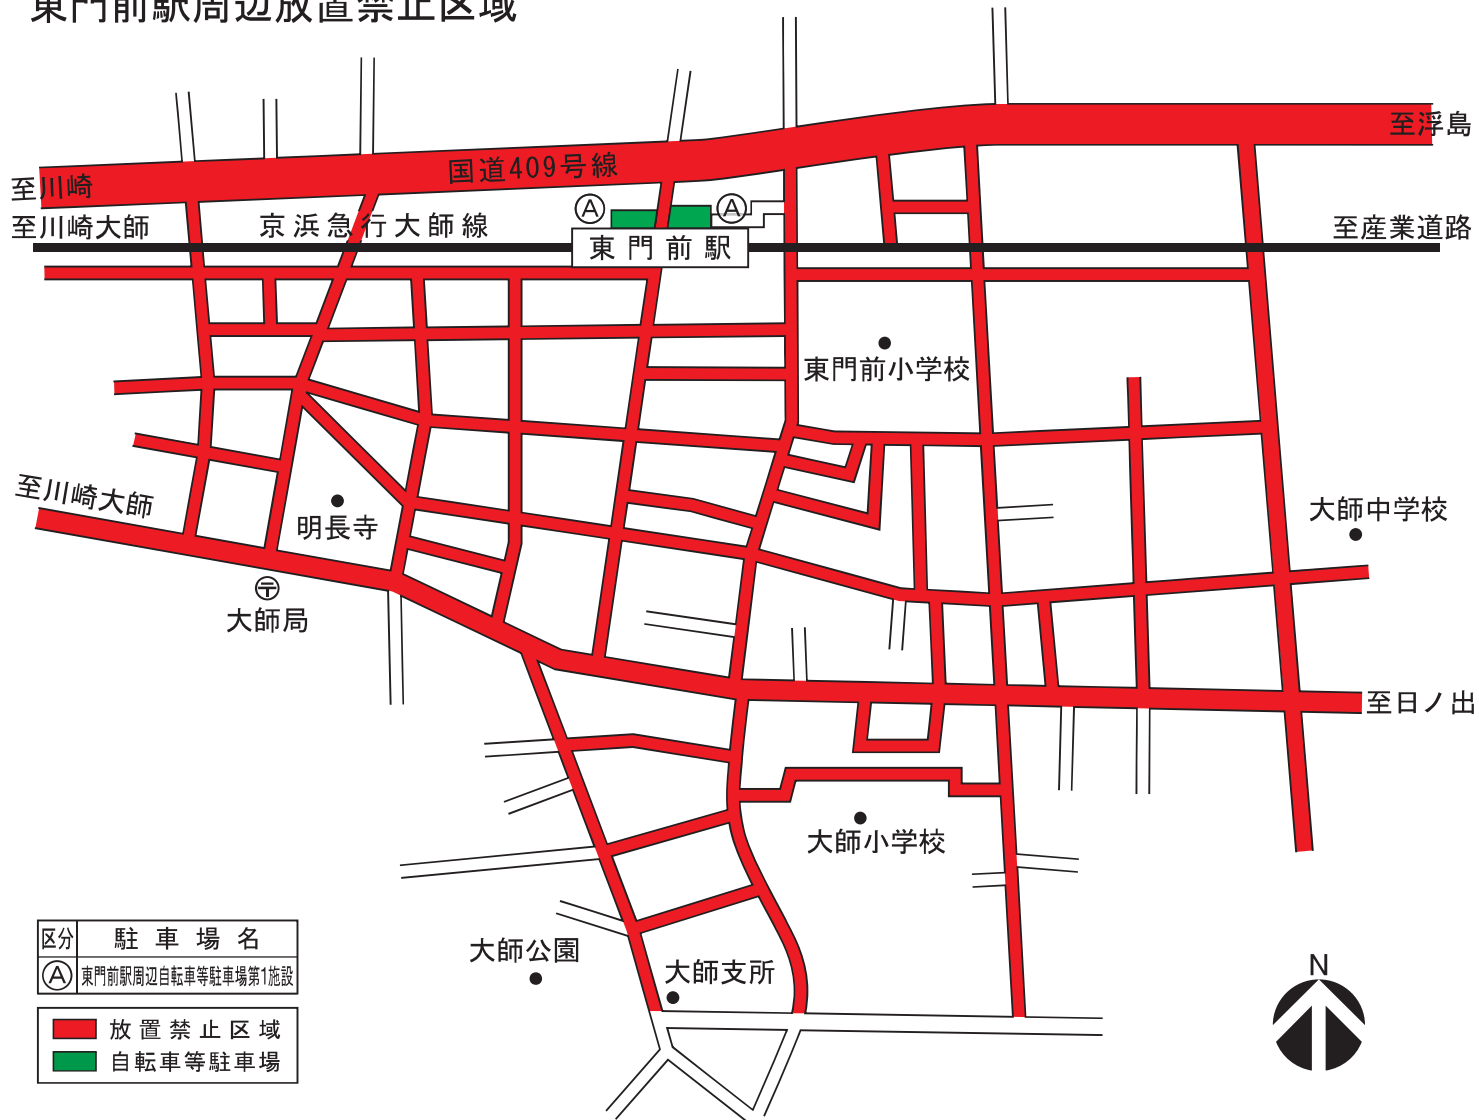 東門前駅周辺放置禁止区域
至浮島
国道409号線
至川崎
至川崎大師
京浜急行大師線
Ⓐ
Ⓐ
至産業道路
東門前駅
東門前小学校
至川崎大師
明長寺
大師中学校
〒
大師局
至日ノ出
大師小学校
大師公園
大師支所
区分 駐車場名
Ⓐ 東門前駅周辺自転車等駐車場第1施設
放置禁止区域
自転車等駐車場
N